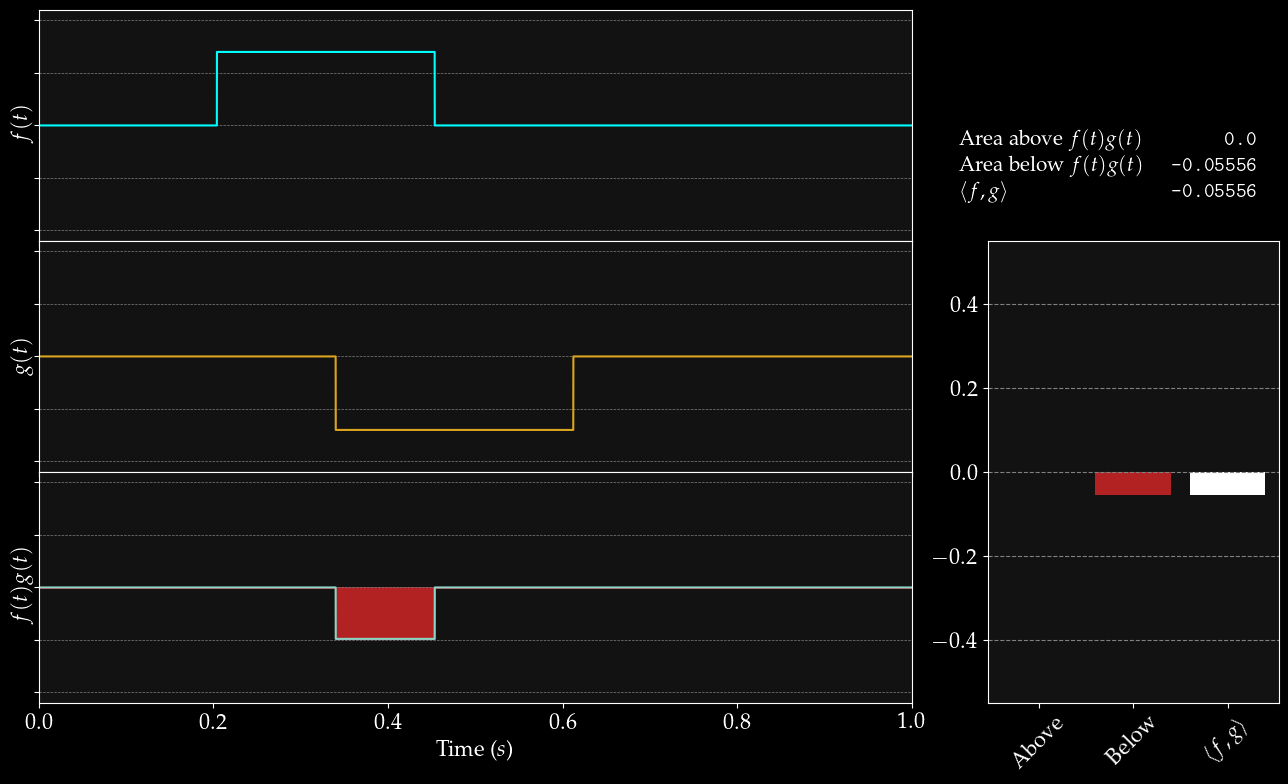 f(t)
g(t)
f(t)g(t)
0.0 0.2 0.4 0.6 0.8 1.0
Time (s)
Area above f(t)g(t) 0.0
Area below f(t)g(t) -0.05556
⟨f,g⟩ -0.05556
0.4
0.2
0.0
−0.2
−0.4
Above Below ⟨f,g⟩